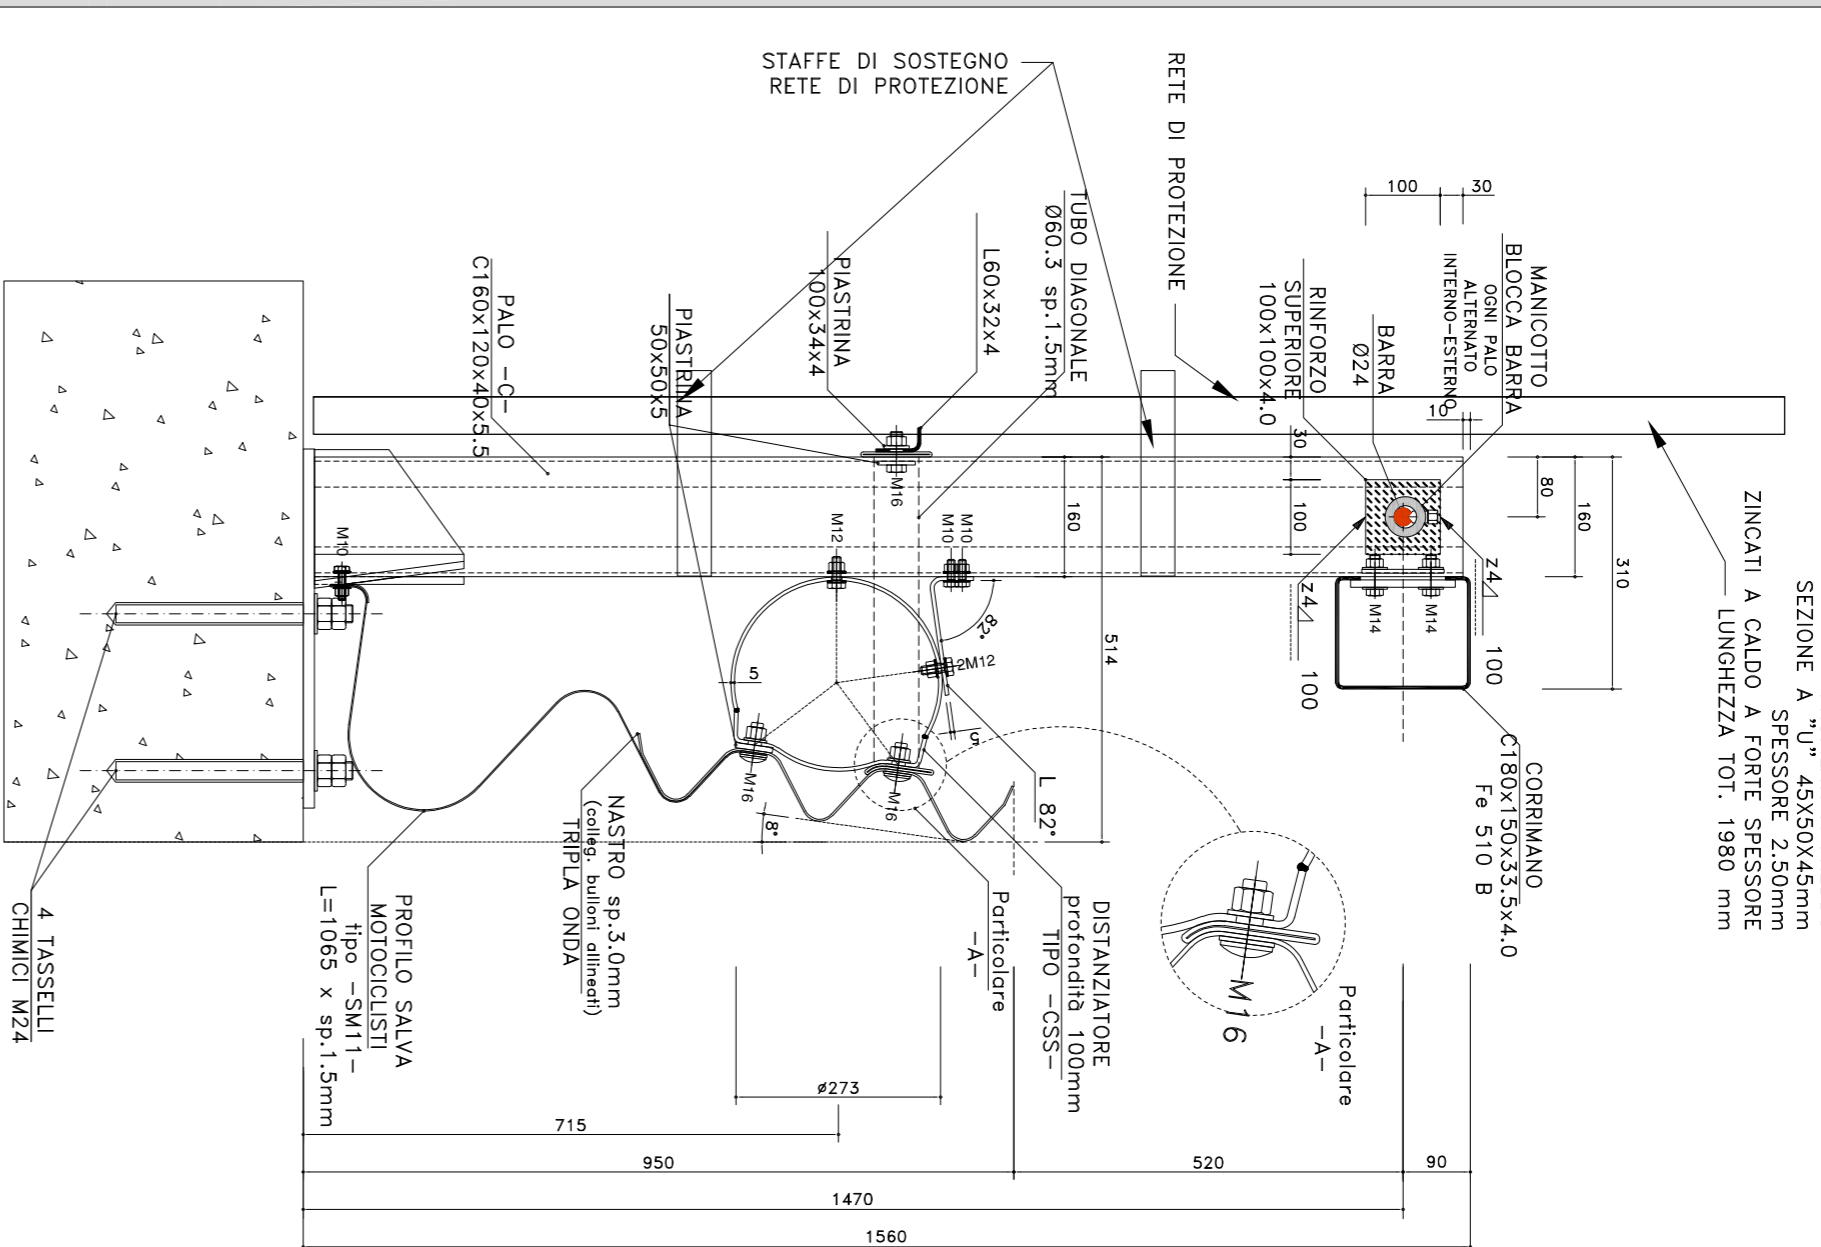 STAFFE DI SOSTEGNO
RETE DI PROTEZIONE
RETE DI PROTEZIONE
TUBO DIAGONALE
Ø60.3 sp.1.5mm
L60x32x4
PIASTRINA
100x34x4
PIASTRINA
50x50x5
PALO -C-
C160x120x40x5.5
100
30
MANICOTTO
BLOCCA BARRA
OGNI PALO
ALTERNATO
INTERNO-ESTERNO
BARRA
Ø24
RINFORZO
SUPERIORE
100x100x4.0
10
30
100
160
80
160
310
SEZIONE A "U" 45X50X45mm
SPESSORE 2.50mm
ZINCATI A CALDO A FORTE SPESSORE
LUNGHEZZA TOT. 1980 mm
z4
100
z4
100
M14
M14
M16
M10
M10
M12
M10
82°
2M12
514
5
5
M16
M16
8°
L 82°
CORRIMANO
C180x150x33.5x4.0
Fe 510 B
NASTRO sp.3.0mm
(colleg. bulloni allineati)
TRIPLA ONDA
Particolare
-A-
DISTANZIATORE
profondità 100mm
TIPO -CSS-
M16
Particolare
-A-
PROFILO SALVA
MOTOCICLISTI
tipo -SM11-
L=1065 x sp.1.5mm
4 TASSELLI
CHIMICI M24
ø273
715
950
520
90
1470
1560